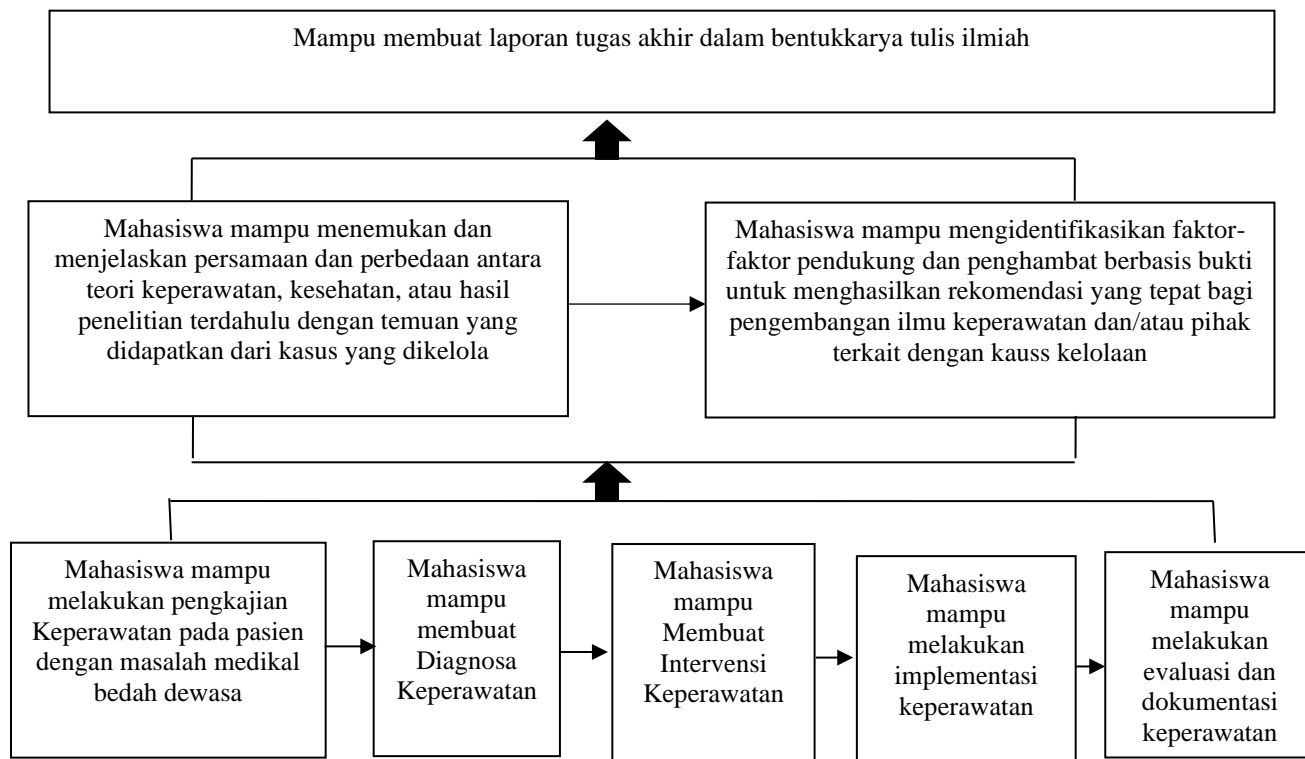 Mampu membuat laporan tugas akhir dalam bentukkarya tulis ilmiah
Mahasiswa mampu menemukan dan
menjelaskan persamaan dan perbedaan antara
teori keperawatan, kesehatan, atau hasil
penelitian terdahulu dengan temuan yang
didapatkan dari kasus yang dikelola
Mahasiswa mampu mengidentifikasikan faktor-
faktor pendukung dan penghambat berbasis bukti
untuk menghasilkan rekomendasi yang tepat bagi
pengembangan ilmu keperawatan dan/atau pihak
terkait dengan kauss kelolaan
Mahasiswa mampu
melakukan pengkajian
Keperawatan pada pasien
dengan masalah medikal
bedah dewasa
Mahasiswa
mampu
membuat
Diagnosa
Keperawatan
Mahasiswa
mampu
Membuat
Intervensi
Keperawatan
Mahasiswa
mampu
melakukan
implementasi
keperawatan
Mahasiswa
mampu
melakukan
evaluasi dan
dokumentasi
keperawatan